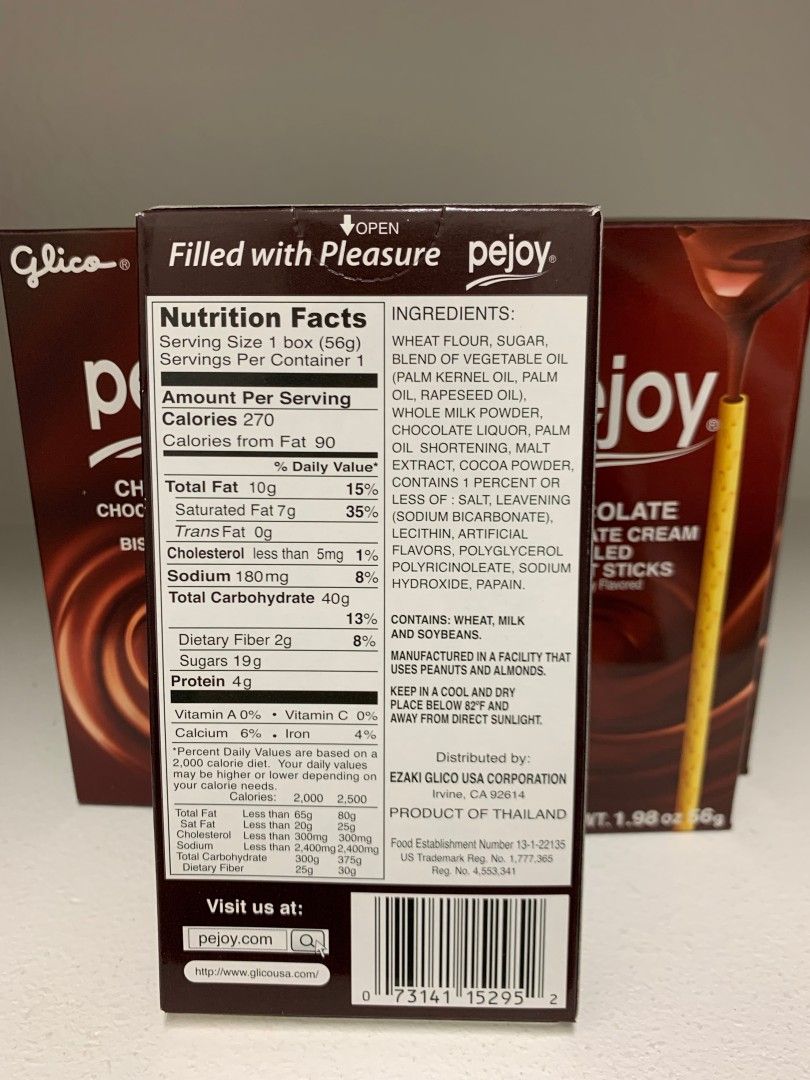 OPEN
Filled with Pleasure pejoy®
Nutrition Facts
Serving Size 1 box (56g)
Servings Per Container 1
Amount Per Serving
Calories 270
Calories from Fat 90
% Daily Value*
Total Fat 10g 15%
Saturated Fat 7g 35%
Trans Fat 0g
Cholesterol less than 5mg 1%
Sodium 180mg 8%
Total Carbohydrate 40g
13%
Dietary Fiber 2g 8%
Sugars 19g
Protein 4g
Vitamin A 0% • Vitamin C 0%
Calcium 6% • Iron 4%
*Percent Daily Values are based on a
2,000 calorie diet. Your daily values
may be higher or lower depending on
your calorie needs.
Calories: 2,000 2,500
Total Fat Less than 65g 80g
Sat Fat Less than 20g 25g
Cholesterol Less than 300mg 300mg
Sodium Less than 2,400mg 2,400mg
Total Carbohydrate 300g 375g
Dietary Fiber 25g 30g
INGREDIENTS:
WHEAT FLOUR, SUGAR,
BLEND OF VEGETABLE OIL
(PALM KERNEL OIL, PALM
OIL, RAPESEED OIL),
WHOLE MILK POWDER,
CHOCOLATE LIQUOR, PALM
OIL SHORTENING, MALT
EXTRACT, COCOA POWDER,
CONTAINS 1 PERCENT OR
LESS OF : SALT, LEAVENING
(SODIUM BICARBONATE),
LECITHIN, ARTIFICIAL
FLAVORS, POLYGLYCEROL
POLYRICINOLEATE, SODIUM
HYDROXIDE, PAPAIN.
CONTAINS: WHEAT, MILK
AND SOYBEANS.
MANUFACTURED IN A FACILITY THAT
USES PEANUTS AND ALMONDS.
KEEP IN A COOL AND DRY
PLACE BELOW 82°F AND
AWAY FROM DIRECT SUNLIGHT.
Distributed by:
EZAKI GLICO USA CORPORATION
Irvine, CA 92614
PRODUCT OF THAILAND
Food Establishment Number 13-1-22135
US Trademark Reg. No. 1,777,365
Reg. No. 4,553,341
Visit us at:
pejoy.com
http://www.glicousa.com/
0 73141 15295 2
Glico®
pe
CH
CHOC
BIS
joy®
OLATE
ATE CREAM
LED
T STICKS
y Flavored
WT. 1.98 oz 56g